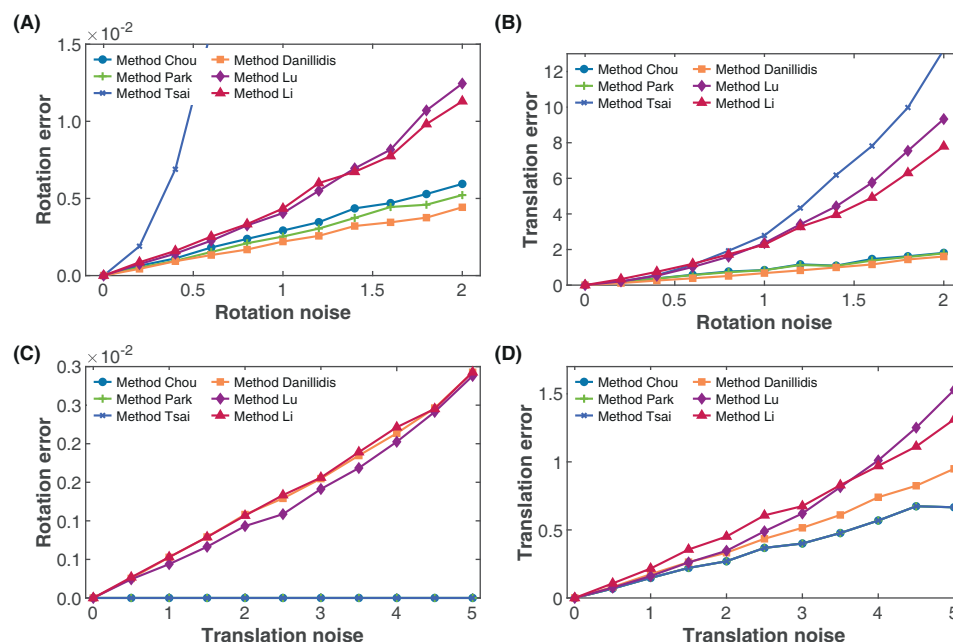 (A)
×10⁻²
1.5
1.0
0.5
0.0
Rotation error
Method Chou
Method Park
Method Tsai
Method Danillidis
Method Lu
Method Li
0 0.5 1 1.5 2
Rotation noise
(B)
12
10
8
6
4
2
0
Translation error
Method Chou
Method Park
Method Tsai
Method Danillidis
Method Lu
Method Li
0 0.5 1 1.5 2
Rotation noise
(C)
×10⁻²
0.3
0.3
0.2
0.2
0.1
0.1
0.0
Rotation error
Method Chou
Method Park
Method Tsai
Method Danillidis
Method Lu
Method Li
0 1 2 3 4 5
Translation noise
(D)
1.5
1
0.5
0
Translation error
Method Chou
Method Park
Method Tsai
Method Danillidis
Method Lu
Method Li
0 1 2 3 4 5
Translation noise